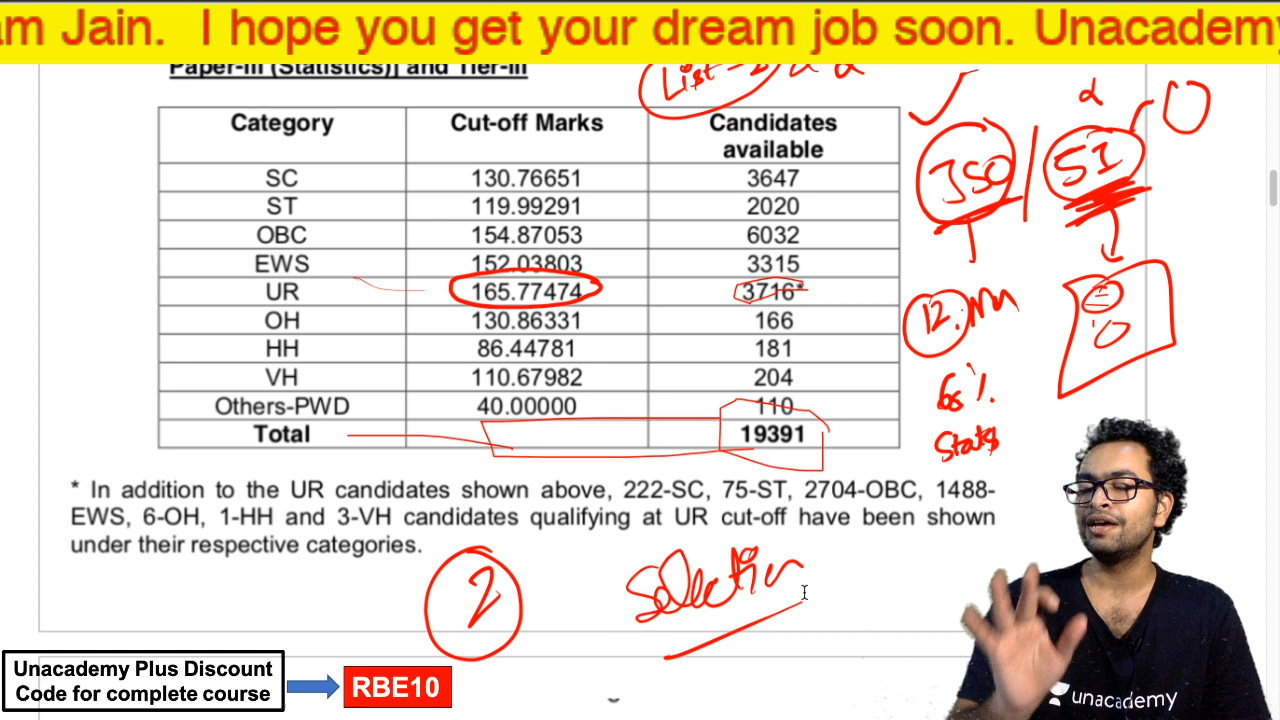 am Jain. I hope you get your dream job soon. Unacademy
Paper-III (Statistics)] and Tier-III
List-2
Category Cut-off Marks Candidates available
SC 130.76651 3647
ST 119.99291 2020
OBC 154.87053 6032
EWS 152.03803 3315
UR 165.77474 3716*
OH 130.86331 166
HH 86.44781 181
VH 110.67982 204
Others-PWD 40.00000 110
Total 19391
JSO / SI
12
65%
Stats
* In addition to the UR candidates shown above, 222-SC, 75-ST, 2704-OBC, 1488-
EWS, 6-OH, 1-HH and 3-VH candidates qualifying at UR cut-off have been shown
under their respective categories.
2 Selection
Unacademy Plus Discount
Code for complete course
RBE10
unacademy